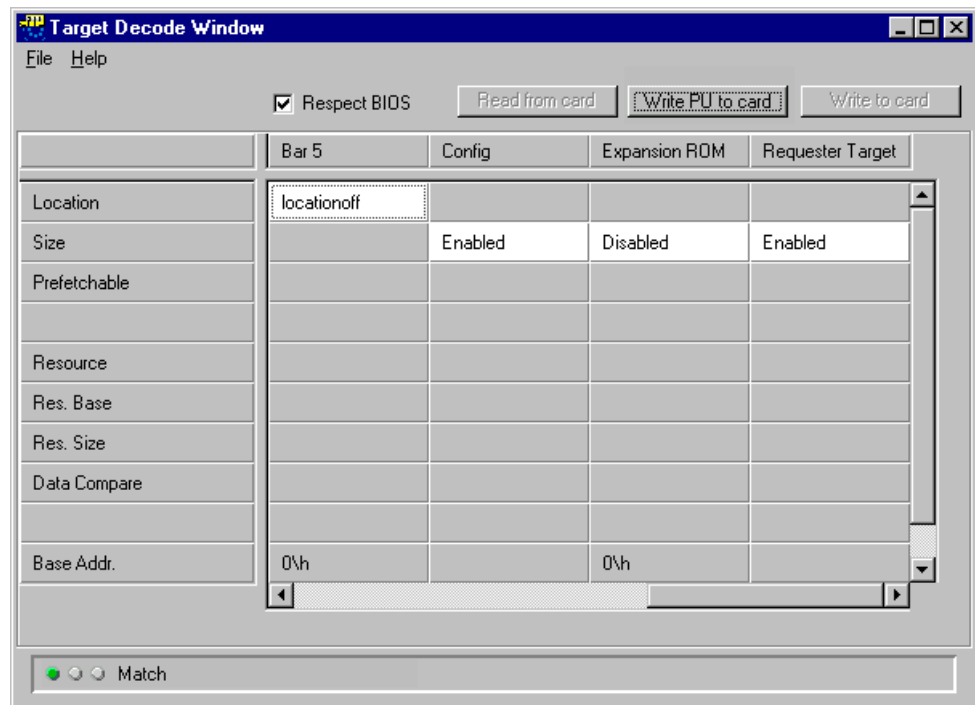 Target Decode Window
File Help
Respect BIOS Read from card Write PU to card Write to card
Bar 5 Config Expansion ROM Requester Target
Location locationoff
Size Enabled Disabled Enabled
Prefetchable
Resource
Res. Base
Res. Size
Data Compare
Base Addr. 0\h 0\h
Match